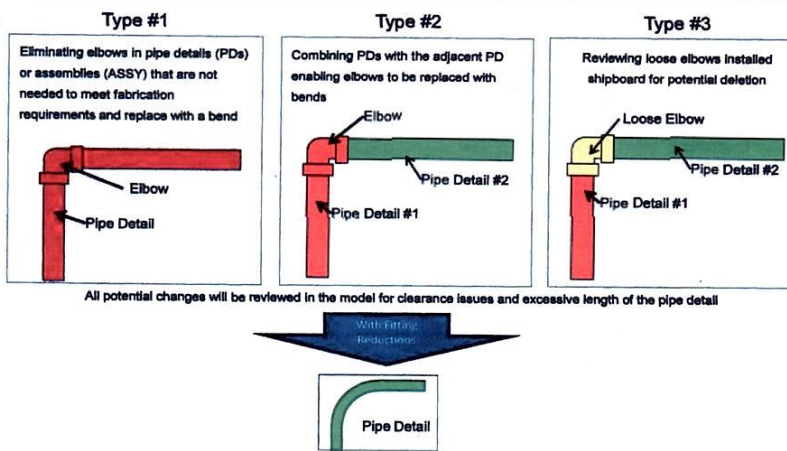 Type #1
Eliminating elbows in pipe details (PDs)
or assemblies (ASSY) that are not
needed to meet fabrication
requirements and replace with a bend
Elbow
Pipe Detail
Type #2
Combining PDs with the adjacent PD
enabling elbows to be replaced with
bends
Elbow
Pipe Detail #2
Pipe Detail #1
Type #3
Reviewing loose elbows installed
shipboard for potential deletion
Loose Elbow
Pipe Detail #2
Pipe Detail #1
All potential changes will be reviewed in the model for clearance issues and excessive length of the pipe detail
With Fitting
Reductions
Pipe Detail